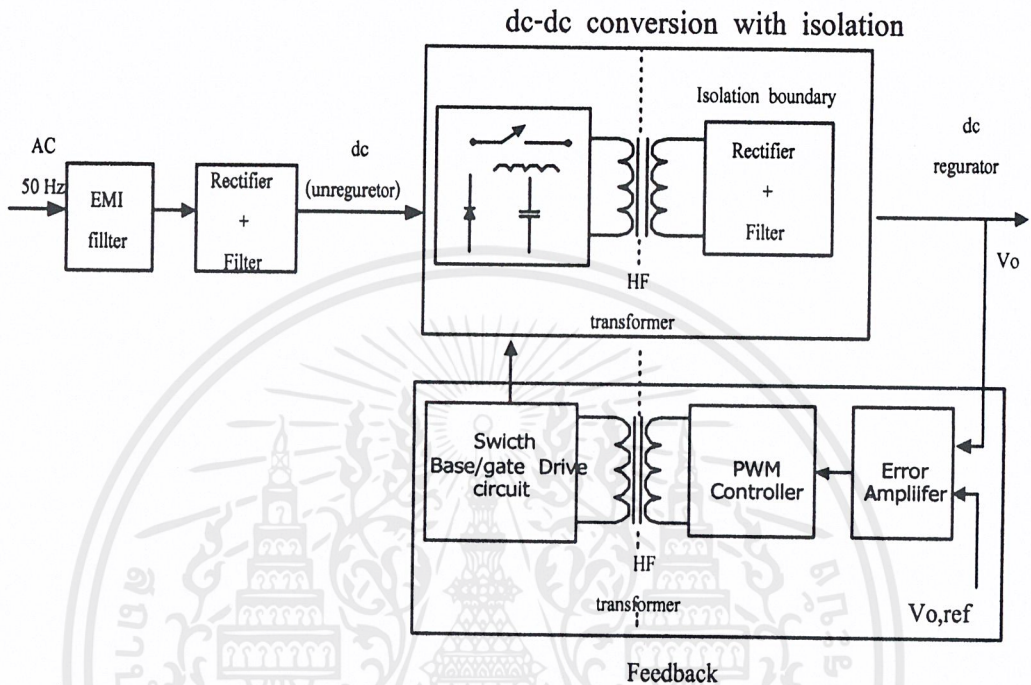 dc-dc conversion with isolation
AC
50 Hz
EMI
fillter
Rectifier
+
Filter
dc
(unreguretor)
Isolation boundary
Rectifier
+
Filter
HF
transformer
dc
regurator
Vo
Swicth
Base/gate Drive
circuit
HF
transformer
PWM
Controller
Error
Ampliifer
Vo,ref
Feedback